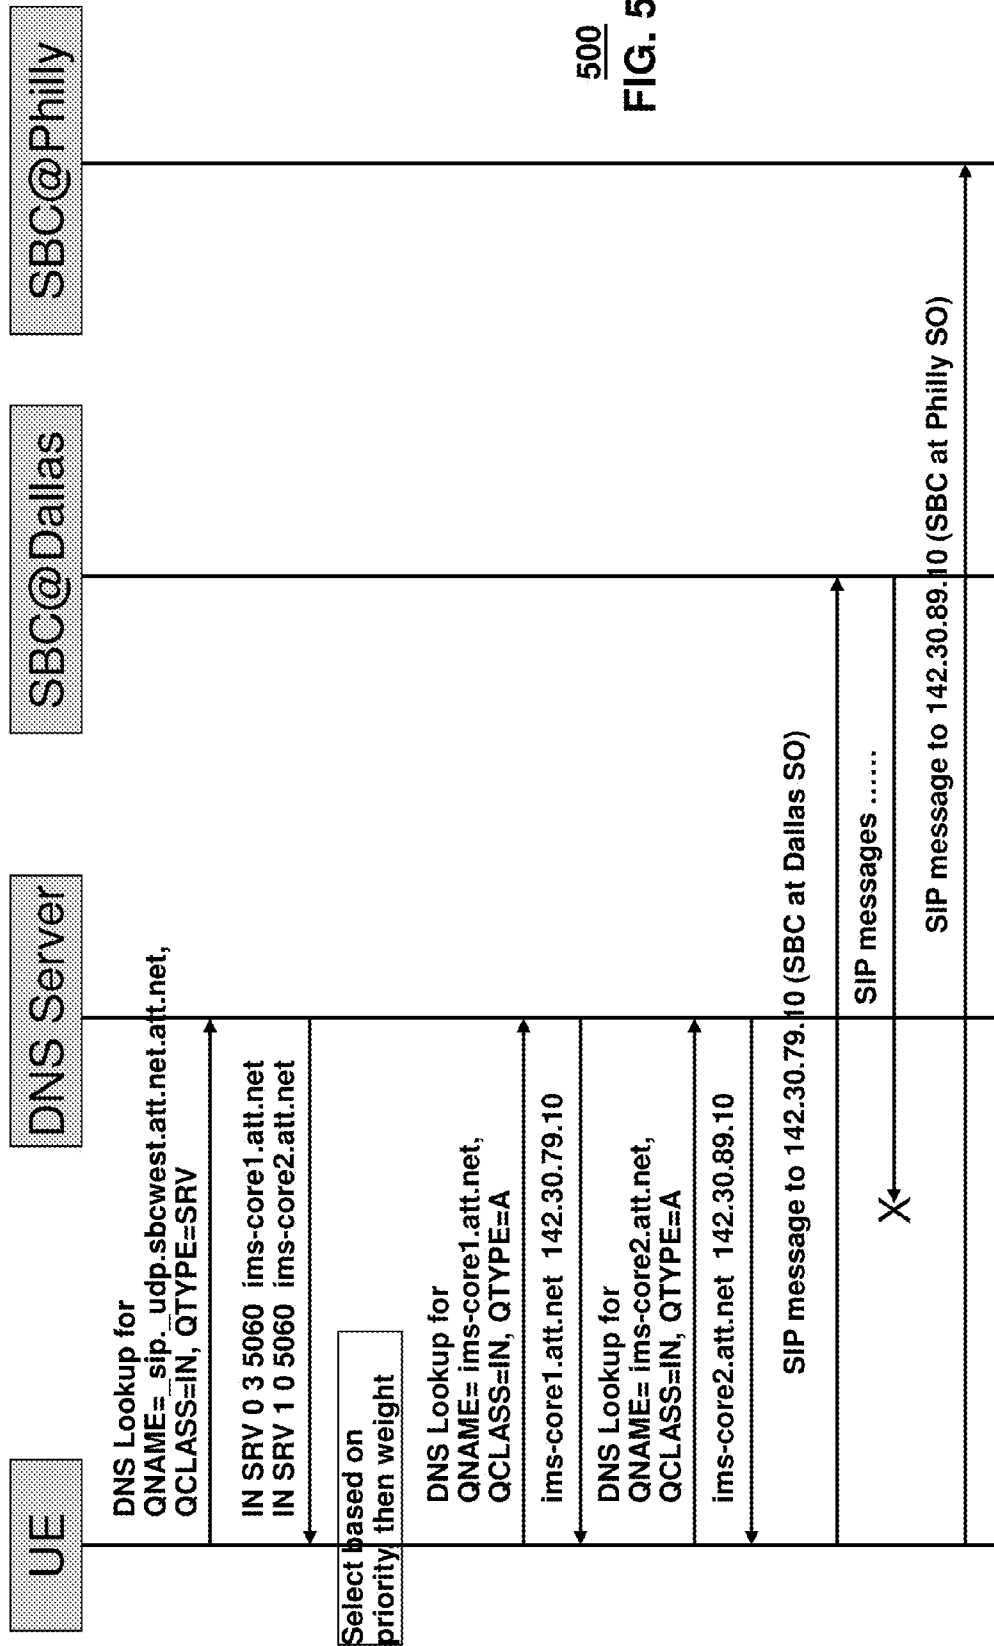 UE
DNS Server
SBC@Dallas
SBC@Philly
DNS Lookup for
QNAME=_sip._udp.sbcwest.att.net.att.net,
QCLASS=IN, QTYPE=SRV
IN SRV 0 3 5060 ims-core1.att.net
IN SRV 1 0 5060 ims-core2.att.net
Select based on
priority, then weight
DNS Lookup for
QNAME= ims-core1.att.net,
QCLASS=IN, QTYPE=A
ims-core1.att.net 142.30.79.10
DNS Lookup for
QNAME= ims-core2.att.net,
QCLASS=IN, QTYPE=A
ims-core2.att.net 142.30.89.10
SIP message to 142.30.79.10 (SBC at Dallas SO)
SIP messages ......
X
SIP message to 142.30.89.10 (SBC at Philly SO)
500
FIG. 5